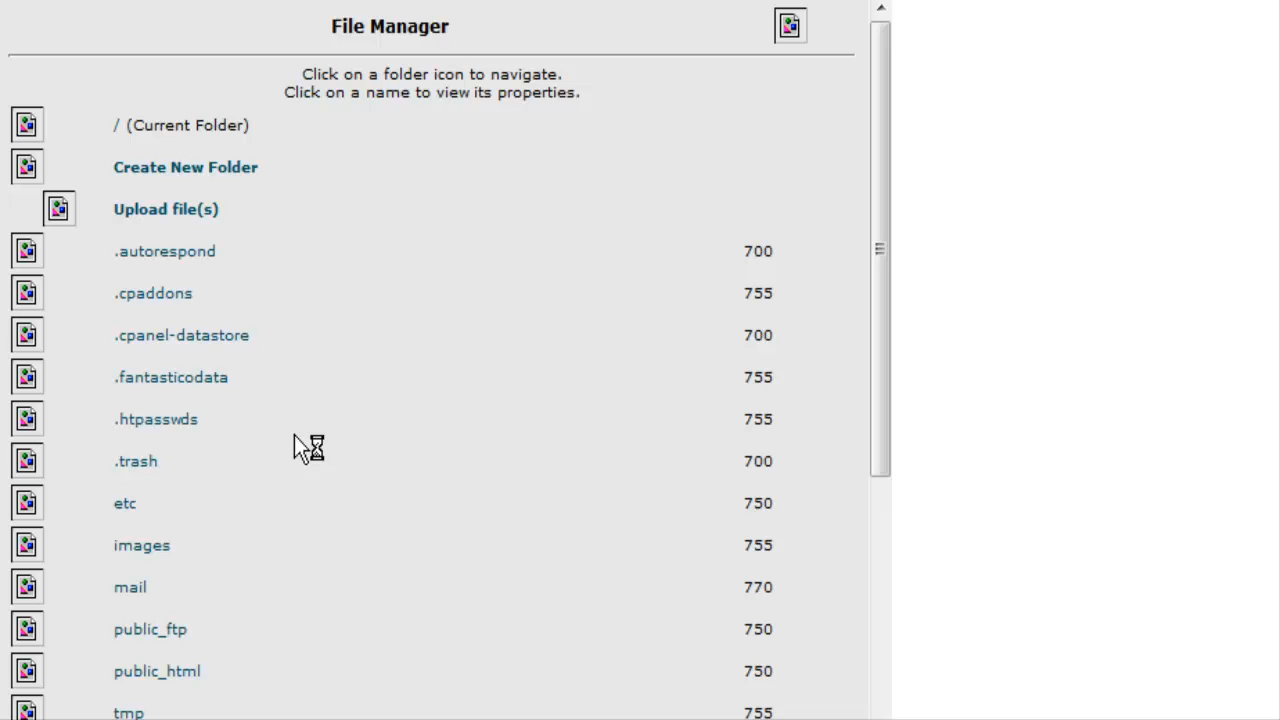 File Manager
Click on a folder icon to navigate.
Click on a name to view its properties.
/ (Current Folder)
Create New Folder
Upload file(s)
.autorespond 700
.cpaddons 755
.cpanel-datastore 700
.fantasticodata 755
.htpasswds 755
.trash 700
etc 750
images 755
mail 770
public_ftp 750
public_html 750
tmp 755